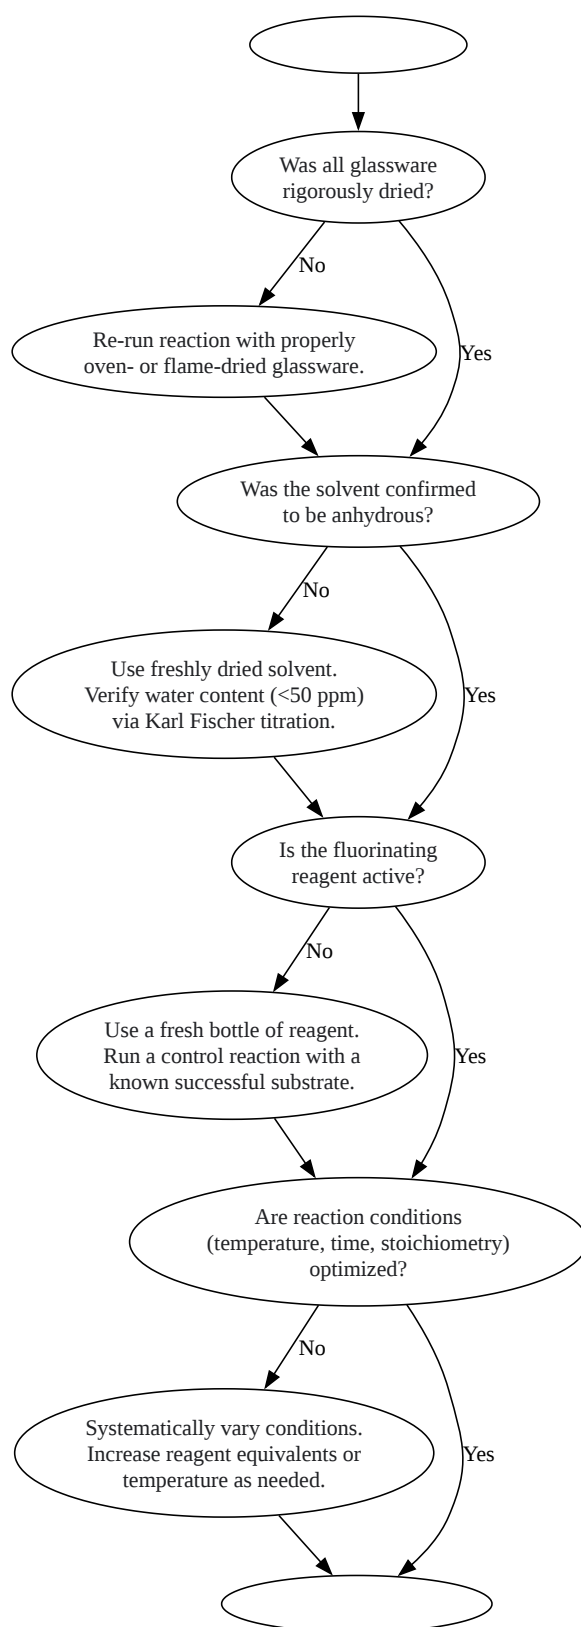 Was all glassware
rigorously dried?
No
Re-run reaction with properly
oven- or flame-dried glassware.
Yes
Was the solvent confirmed
to be anhydrous?
No
Use freshly dried solvent.
Verify water content (<50 ppm)
via Karl Fischer titration.
Yes
Is the fluorinating
reagent active?
No
Use a fresh bottle of reagent.
Run a control reaction with a
known successful substrate.
Yes
Are reaction conditions
(temperature, time, stoichiometry)
optimized?
No
Systematically vary conditions.
Increase reagent equivalents or
temperature as needed.
Yes